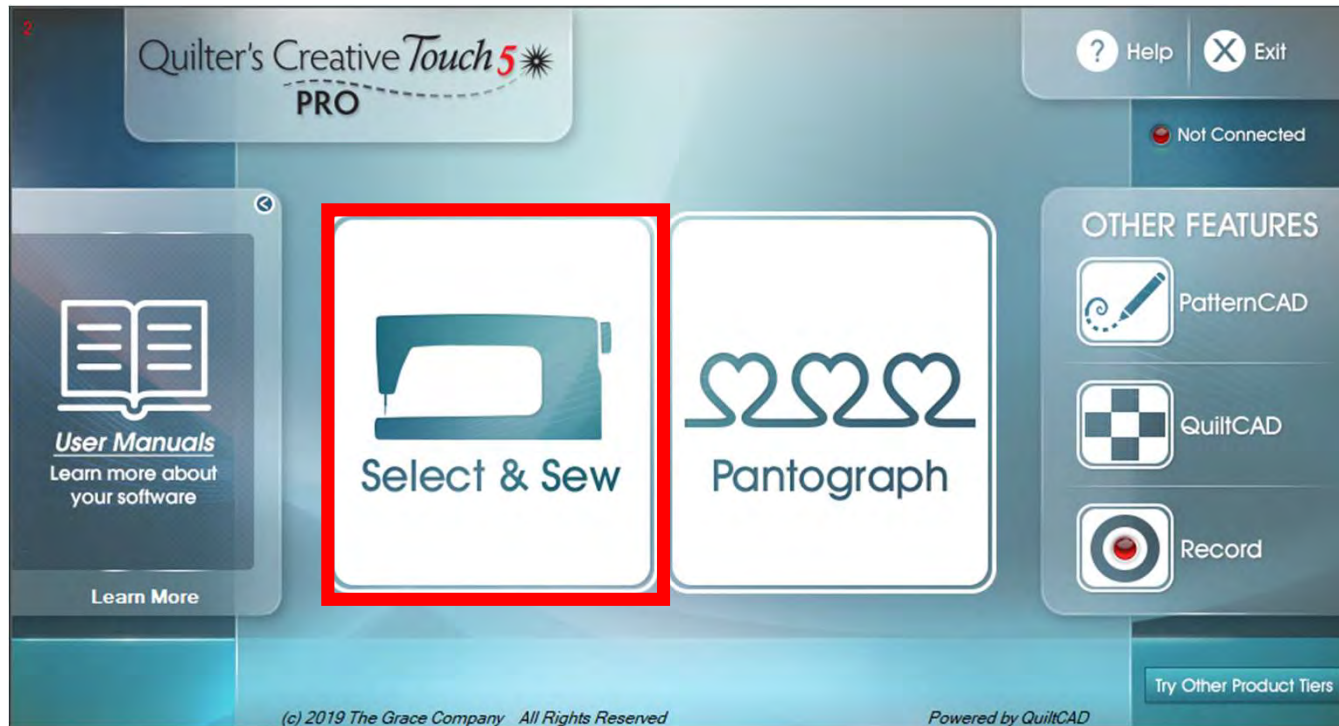 2
Quilter's Creative Touch 5
PRO
? Help X Exit
Not Connected
User Manuals
Learn more about
your software
Learn More
Select & Sew
Pantograph
OTHER FEATURES
PatternCAD
QuiltCAD
Record
Try Other Product Tiers
(c) 2019 The Grace Company All Rights Reserved
Powered by QuiltCAD